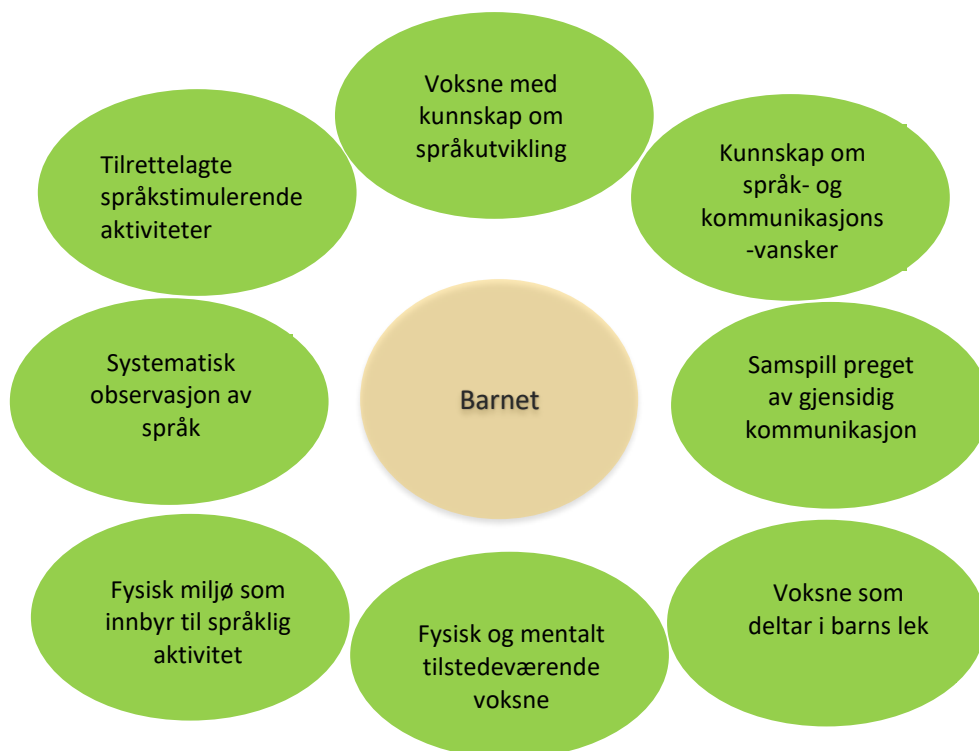 Voksne med
kunnskap om
språkutvikling
Tilrettelagte
språkstimulerende
aktiviteter
Kunnskap om
språk- og
kommunikasjons
-vansker
Systematisk
observasjon av
språk
Barnet
Samspill preget
av gjensidig
kommunikasjon
Fysisk miljø som
innbyr til språklig
aktivitet
Fysisk og mentalt
tilstedeværende
voksne
Voksne som
deltar i barns lek